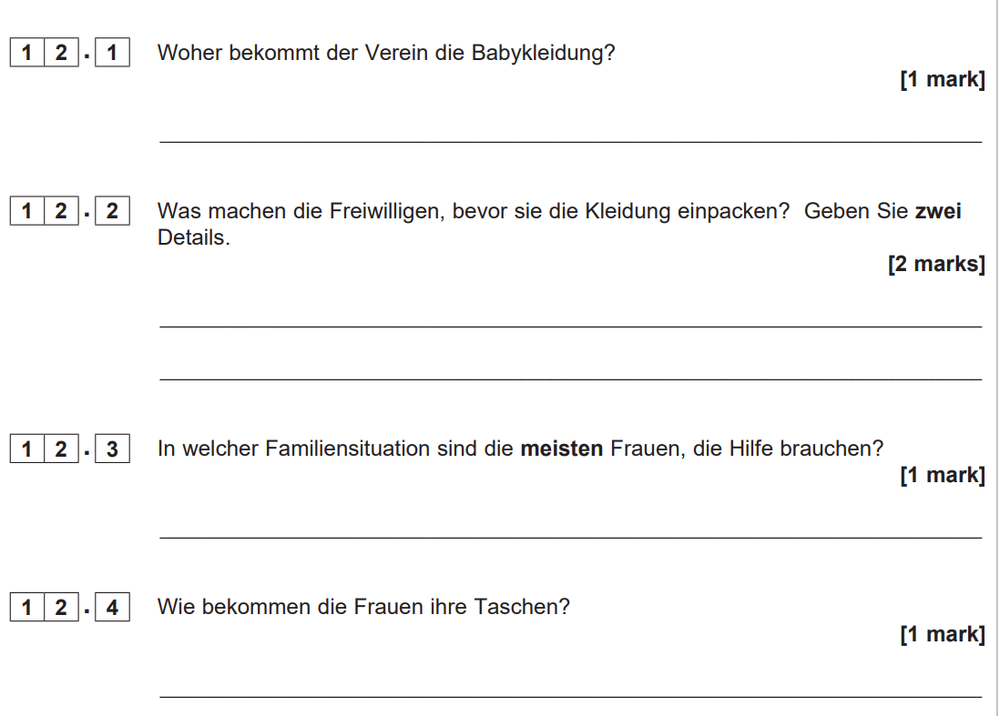 12.1 Woher bekommt der Verein die Babykleidung?
[1 mark]
12.2 Was machen die Freiwilligen, bevor sie die Kleidung einpacken? Geben Sie zwei
Details.
[2 marks]
12.3 In welcher Familiensituation sind die meisten Frauen, die Hilfe brauchen?
[1 mark]
12.4 Wie bekommen die Frauen ihre Taschen?
[1 mark]